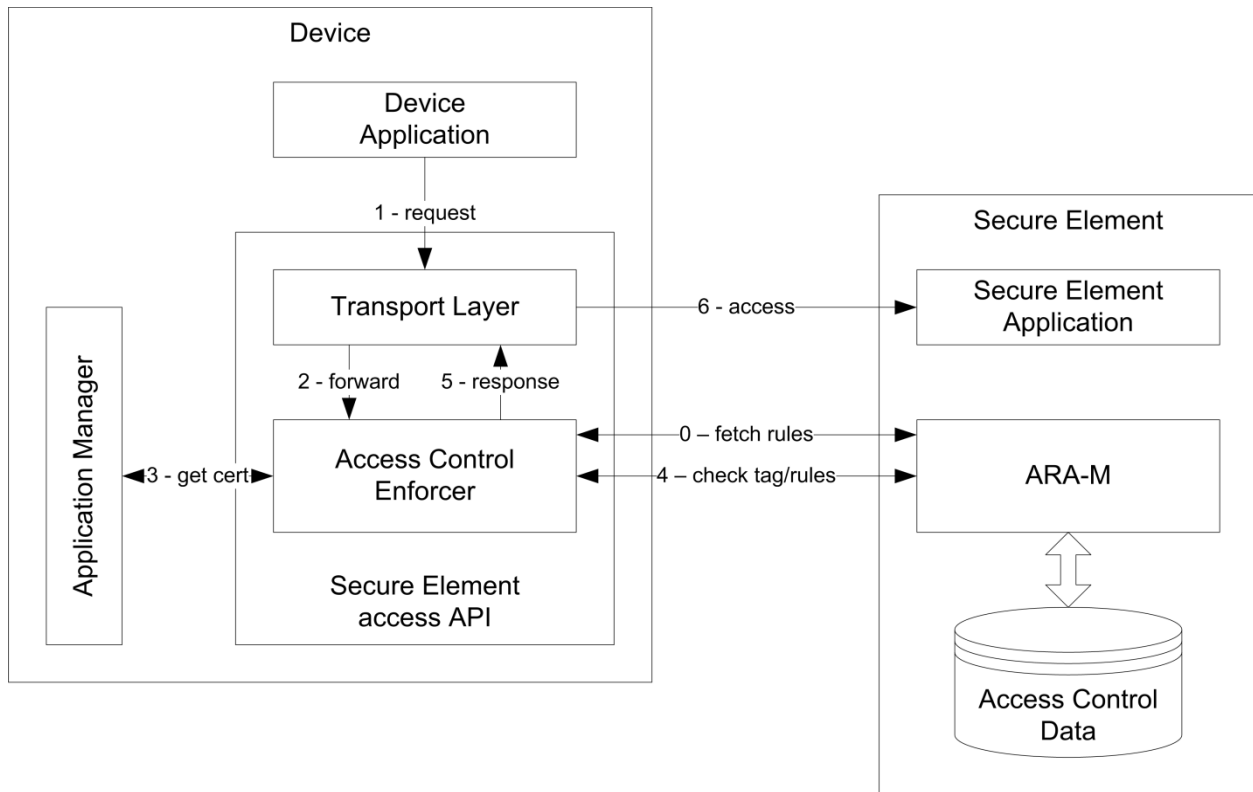 Device
Device
Application
1 - request
Secure Element
Transport Layer
6 - access
Secure Element
Application
2 - forward
5 - response
Application Manager
0 – fetch rules
3 - get cert
Access Control
Enforcer
4 – check tag/rules
ARA-M
Secure Element
access API
Access Control
Data